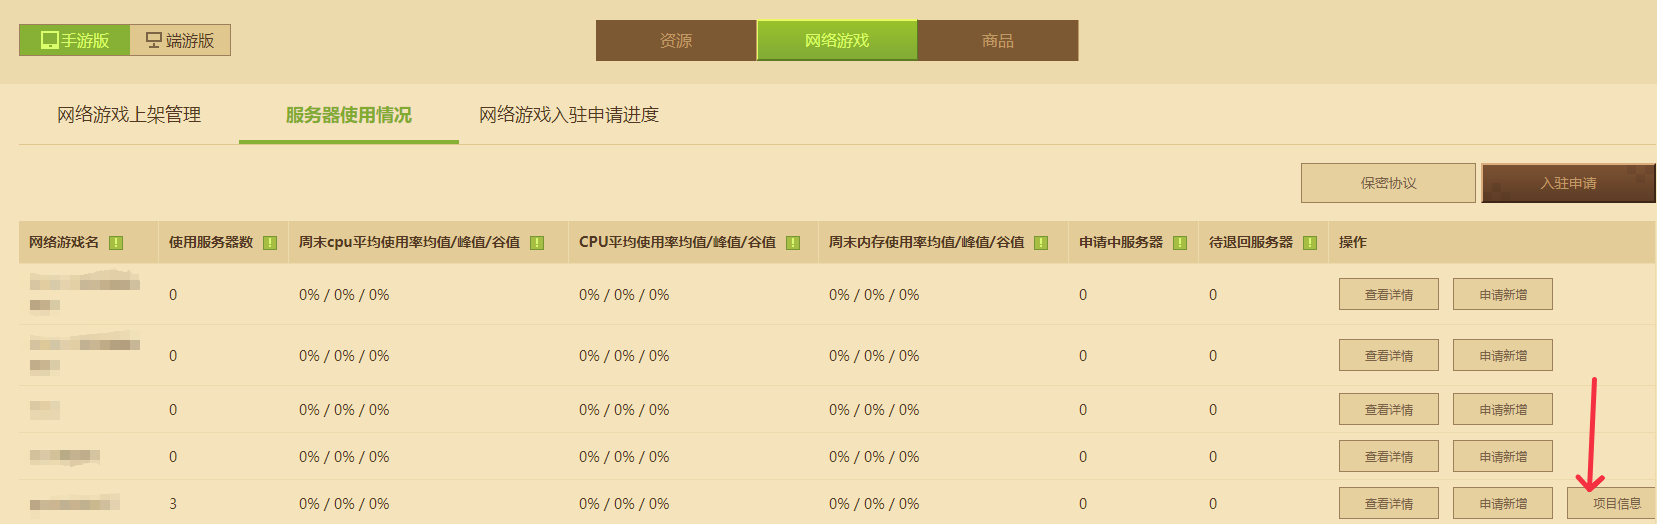 手游版 端游版 资源 网络游戏 商品
网络游戏上架管理 服务器使用情况 网络游戏入驻申请进度
保密协议 入驻申请
网络游戏名 ! 使用服务器数 ! 周末cpu平均使用率均值/峰值/谷值 ! CPU平均使用率均值/峰值/谷值 ! 周末内存使用率均值/峰值/谷值 ! 申请中服务器 ! 待退回服务器 ! 操作
0 0% / 0% / 0% 0% / 0% / 0% 0% / 0% / 0% 0 0 查看详情 申请新增
0 0% / 0% / 0% 0% / 0% / 0% 0% / 0% / 0% 0 0 查看详情 申请新增
0 0% / 0% / 0% 0% / 0% / 0% 0% / 0% / 0% 0 0 查看详情 申请新增
0 0% / 0% / 0% 0% / 0% / 0% 0% / 0% / 0% 0 0 查看详情 申请新增
3 0% / 0% / 0% 0% / 0% / 0% 0% / 0% / 0% 0 0 查看详情 申请新增 项目信息